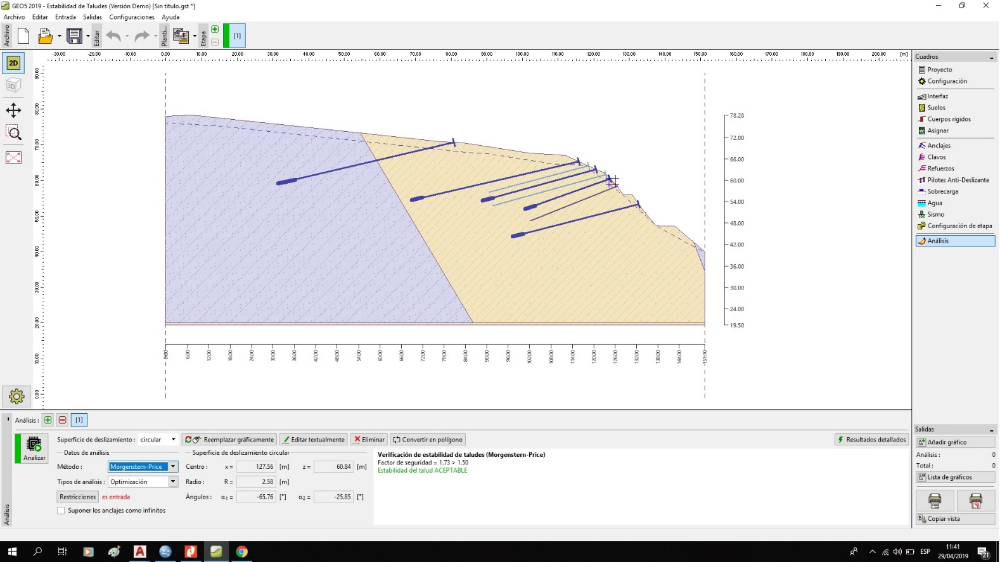 GEO5 2019 - Estabilidad de Taludes (Versión Demo) [Sin título.gst *]
Archivo Editar Entrada Salidas Configuraciones Ayuda
Archivo
Editar
Planti...
Etapa
[1]
-30.00 -20.00 -10.00 0.00 10.00 20.00 30.00 40.00 50.00 60.00 70.00 80.00 90.00 100.00 110.00 120.00 130.00 140.00 150.00 160.00 170.00 180.00 190.00 200.00 [m]
2D
3D
90.00
80.00
70.00
60.00
50.00
40.00
30.00
20.00
10.00
0.00
78.28
72.00
66.00
60.00
54.00
48.00
42.00
36.00
30.00
24.00
19.50
0.00 6.00 12.00 18.00 24.00 30.00 36.00 42.00 48.00 54.00 60.00 66.00 72.00 78.00 84.00 90.00 96.00 102.00 108.00 114.00 120.00 126.00 132.00 138.00 144.00
Cuadros
Proyecto
Configuración
Interfaz
Suelos
Cuerpos rígidos
Asignar
Anclajes
Clavos
Refuerzos
Pilotes Anti-Deslizante
Sobrecarga
Agua
Sismo
Configuración de etapa
Análisis
Análisis : [1]
Analizar
Superficie de deslizamiento : circular Reemplazar gráficamente Editar textualmente Eliminar Convertir en polígono Resultados detallados
Datos de análisis
Método : Morgenstern-Price
Tipos de análisis : Optimización
Restricciones es entrada
Suponer los anclajes como infinitos
Superficie de deslizamiento circular
Centro : x = 127.56 [m] z = 60.84 [m]
Radio : R = 2.58 [m]
Ángulos : α1 = -65.76 [°] α2 = -25.85 [°]
Verificación de estabilidad de taludes (Morgenstern-Price)
Factor de seguridad = 1.73 > 1.50
Estabilidad del talud ACEPTABLE
Análisis
Salidas
Añadir gráfico
Análisis : 0
Total : 0
Lista de gráficos
Copiar vista
ESP
11:41
29/04/2019
21